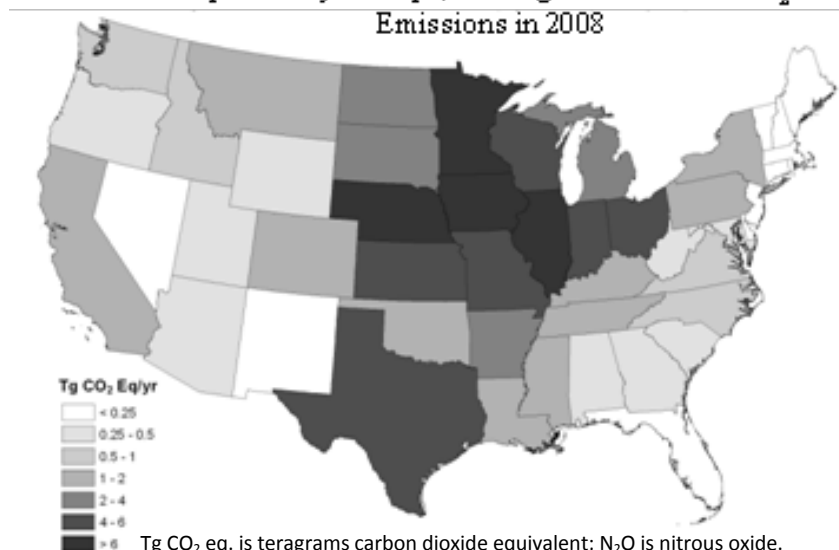 Emissions in 2008
Tg CO₂ Eq/yr
< 0.25
0.25 - 0.5
0.5 - 1
1 - 2
2 - 4
4 - 6
> 6
Tg CO₂ eq. is teragrams carbon dioxide equivalent; N₂O is nitrous oxide.